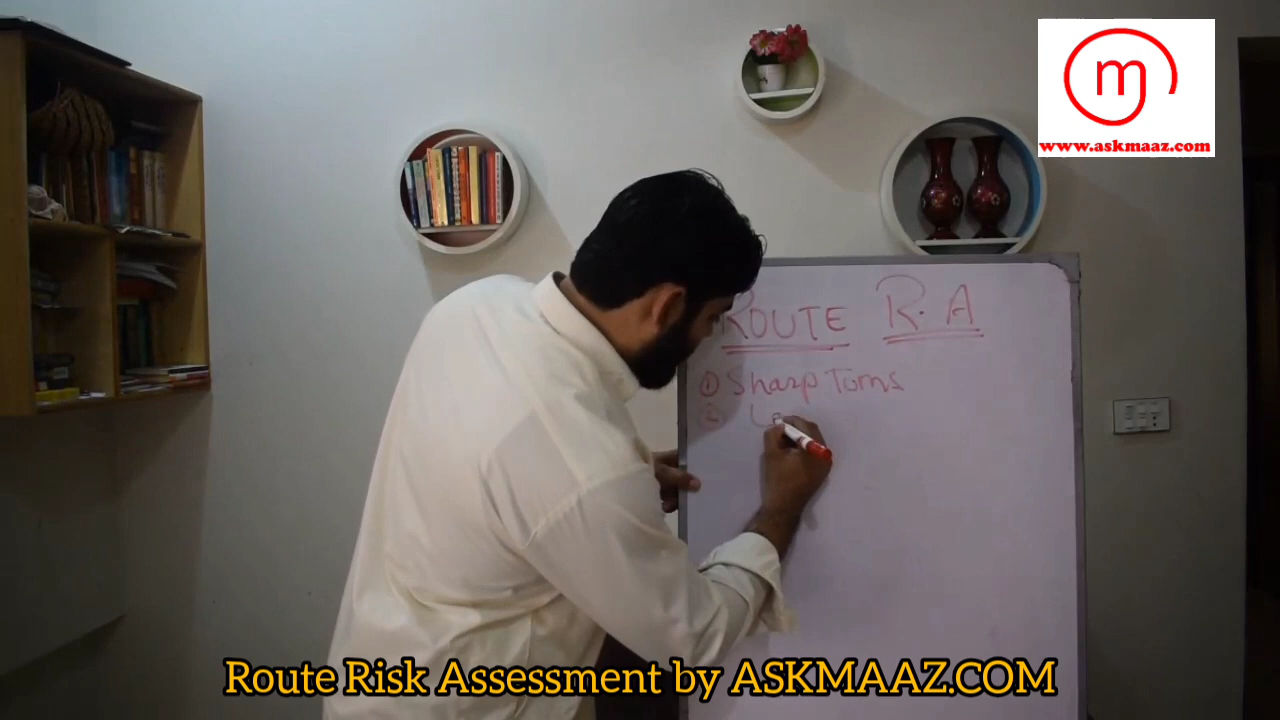 m
www.askmaaz.com
ROUTE R.A
① Sharp Turns
②
Route Risk Assessment by ASKMAAZ.COM